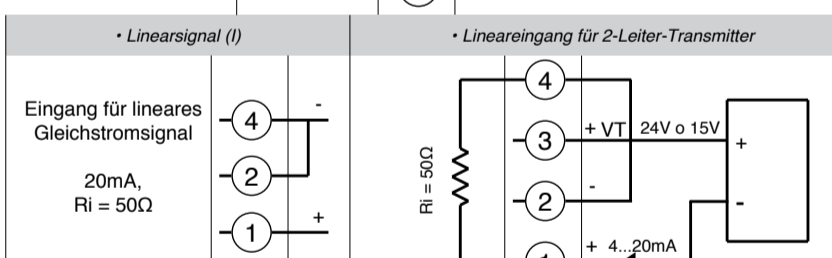 • Linearsignal (I)
Eingang für lineares
Gleichstromsignal
20mA,
Ri = 50Ω
4
-
2
1
+
• Lineareingang für 2-Leiter-Transmitter
Ri = 50Ω
4
3
+ VT 24V o 15V
+
2
-
-
1
+ 4...20mA